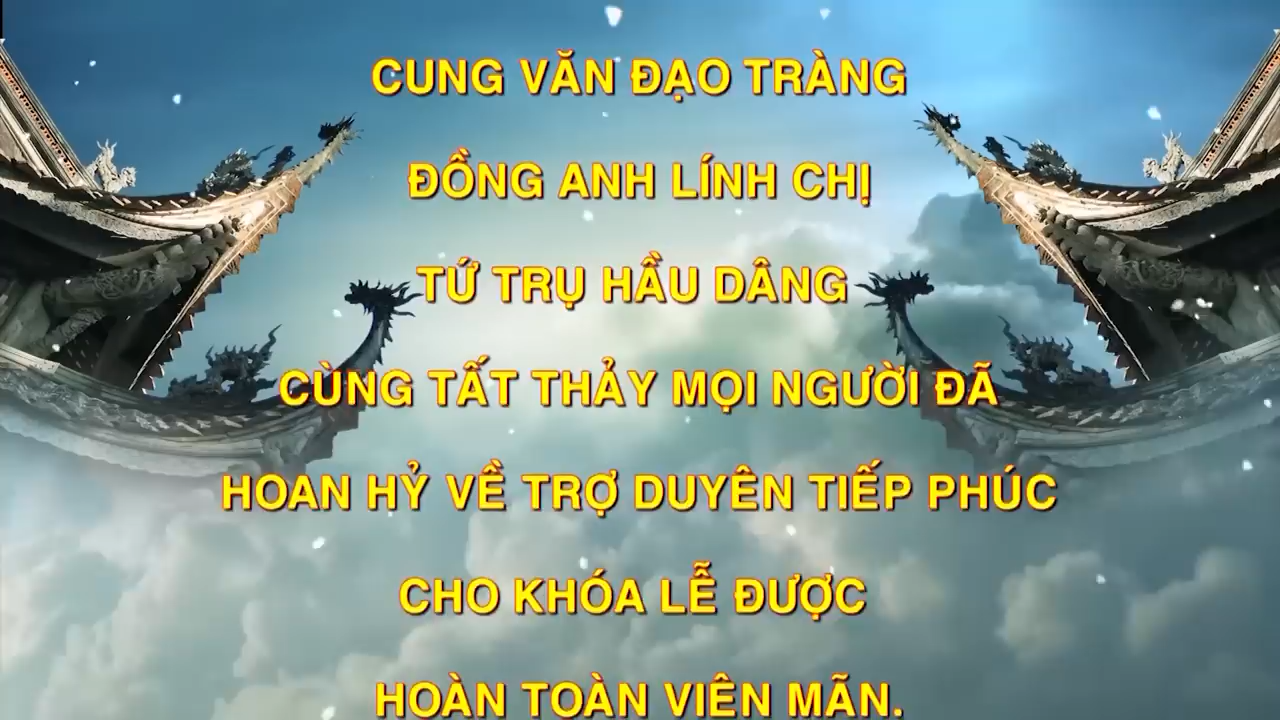 CUNG VĂN ĐẠO TRÀNG
ĐỒNG ANH LÍNH CHỊ
TỨ TRỤ HẦU DÂNG
CÙNG TẤT THẢY MỌI NGƯỜI ĐÃ
HOAN HỶ VỀ TRỢ DUYÊN TIẾP PHÚC
CHO KHÓA LỄ ĐƯỢC
HOÀN TOÀN VIÊN MÃN.